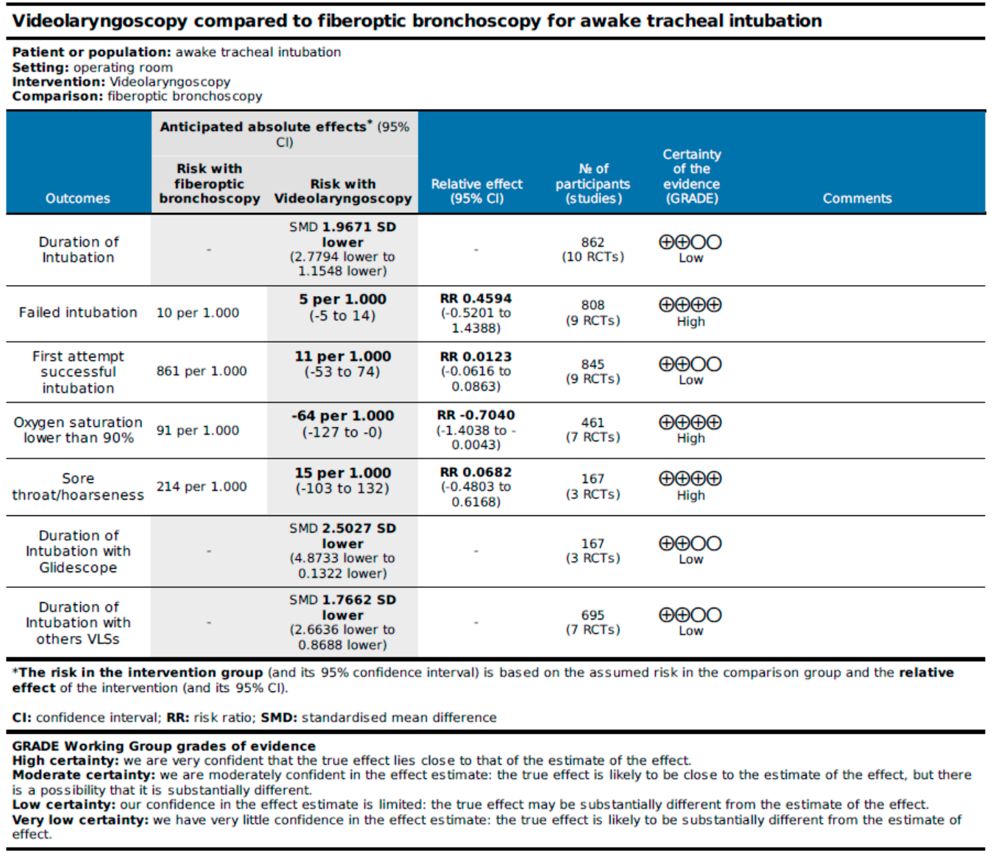 Videolaryngoscopy compared to fiberoptic bronchoscopy for awake tracheal intubation
Patient or population: awake tracheal intubation
Setting: operating room
Intervention: Videolaryngoscopy
Comparison: fiberoptic bronchoscopy
Outcomes
Anticipated absolute effects* (95%
CI)
Risk with
fiberoptic
bronchoscopy
Risk with
Videolaryngoscopy
Relative effect
(95% CI)
№ of
participants
(studies)
Certainty
of the
evidence
(GRADE)
Comments
Duration of
Intubation
-
SMD 1.9671 SD
lower
(2.7794 lower to
1.1548 lower)
-
862
(10 RCTs)
⨁⨁◯◯
Low
Failed intubation
10 per 1.000
5 per 1.000
(-5 to 14)
RR 0.4594
(-0.5201 to
1.4388)
808
(9 RCTs)
⨁⨁⨁⨁
High
First attempt
successful
intubation
861 per 1.000
11 per 1.000
(-53 to 74)
RR 0.0123
(-0.0616 to
0.0863)
845
(9 RCTs)
⨁⨁◯◯
Low
Oxygen saturation
lower than 90%
91 per 1.000
-64 per 1.000
(-127 to -0)
RR -0.7040
(-1.4038 to -
0.0043)
461
(7 RCTs)
⨁⨁⨁⨁
High
Sore
throat/hoarseness
214 per 1.000
15 per 1.000
(-103 to 132)
RR 0.0682
(-0.4803 to
0.6168)
167
(3 RCTs)
⨁⨁⨁⨁
High
Duration of
Intubation with
Glidescope
-
SMD 2.5027 SD
lower
(4.8733 lower to
0.1322 lower)
-
167
(3 RCTs)
⨁⨁◯◯
Low
Duration of
Intubation with
others VLSs
-
SMD 1.7662 SD
lower
(2.6636 lower to
0.8688 lower)
-
695
(7 RCTs)
⨁⨁◯◯
Low
*The risk in the intervention group (and its 95% confidence interval) is based on the assumed risk in the comparison group and the relative
effect of the intervention (and its 95% CI).
CI: confidence interval; RR: risk ratio; SMD: standardised mean difference
GRADE Working Group grades of evidence
High certainty: we are very confident that the true effect lies close to that of the estimate of the effect.
Moderate certainty: we are moderately confident in the effect estimate: the true effect is likely to be close to the estimate of the effect, but there
is a possibility that it is substantially different.
Low certainty: our confidence in the effect estimate is limited: the true effect may be substantially different from the estimate of the effect.
Very low certainty: we have very little confidence in the effect estimate: the true effect is likely to be substantially different from the estimate of
effect.